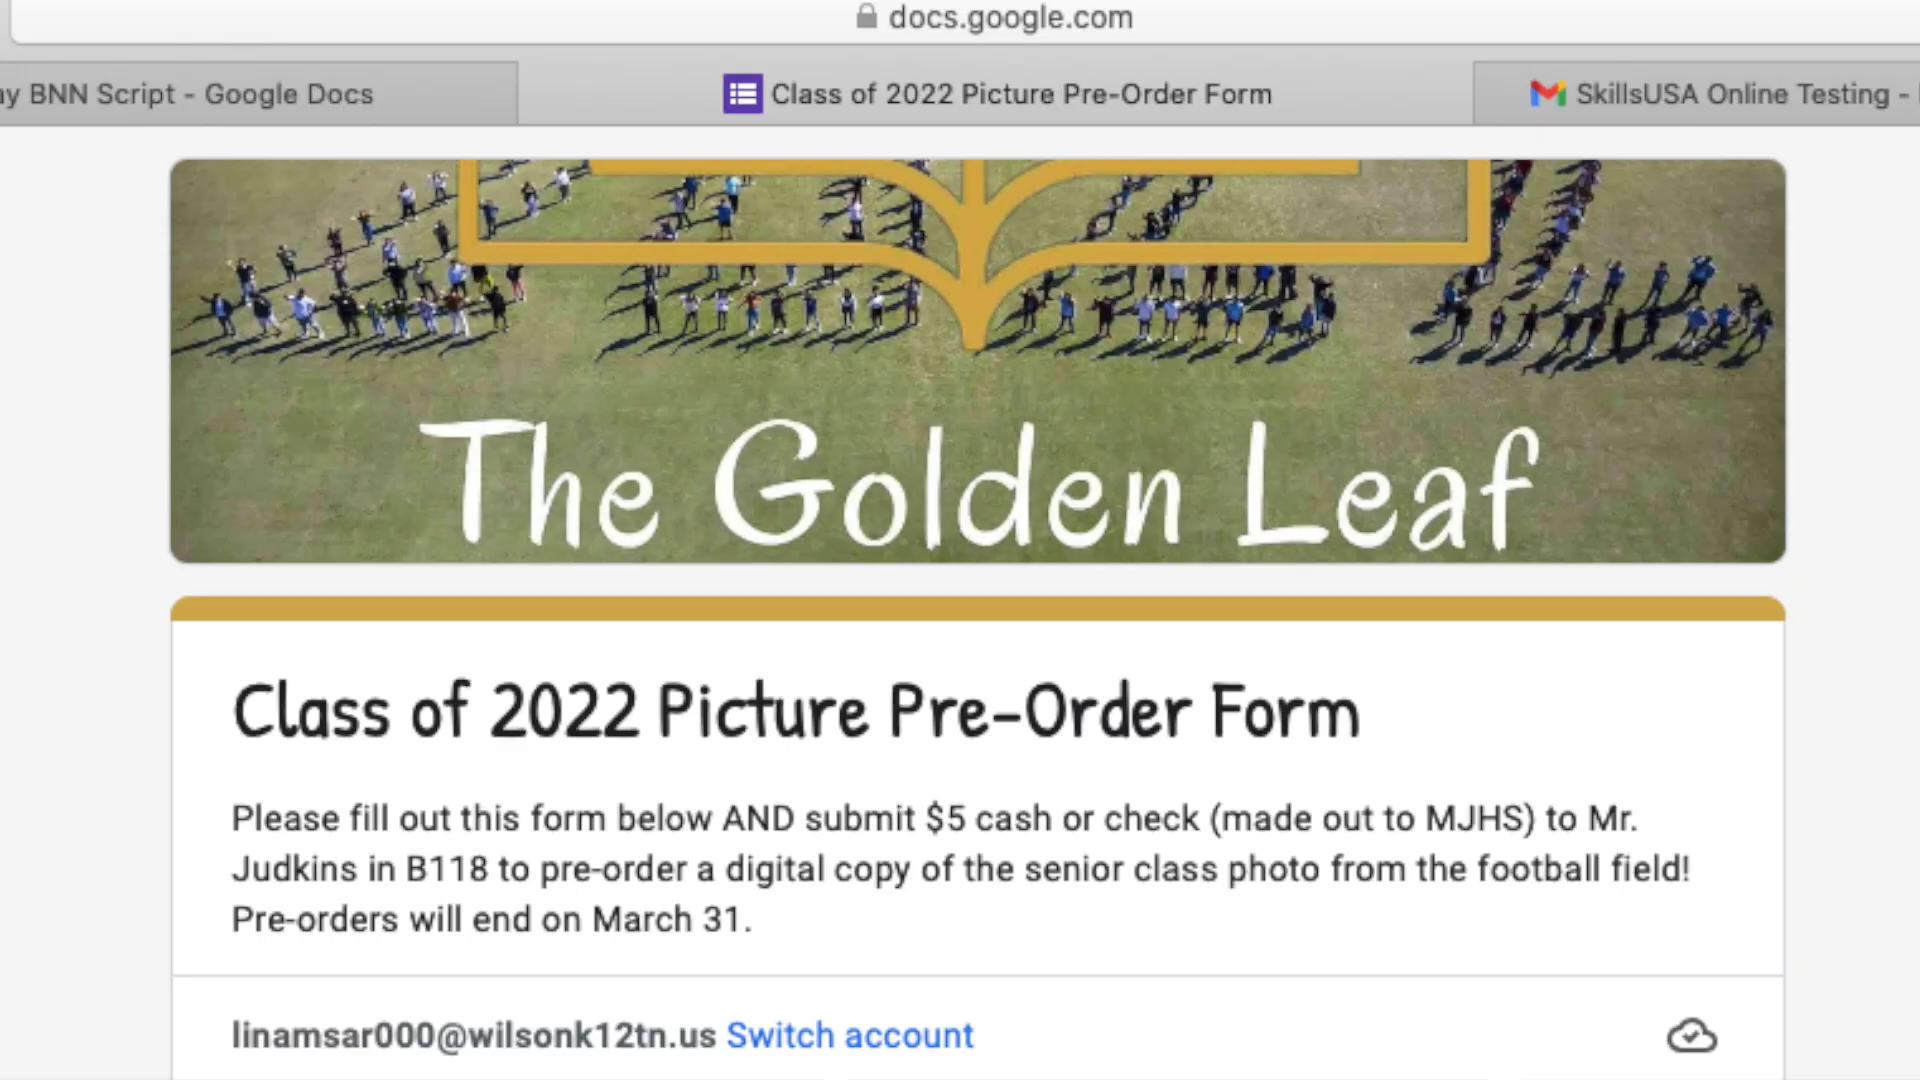 docs.google.com
ay BNN Script - Google Docs
Class of 2022 Picture Pre-Order Form
SkillsUSA Online Testing -
The Golden Leaf
Class of 2022 Picture Pre-Order Form
Please fill out this form below AND submit $5 cash or check (made out to MJHS) to Mr.
Judkins in B118 to pre-order a digital copy of the senior class photo from the football field!
Pre-orders will end on March 31.
linamsar000@wilsonk12tn.us Switch account